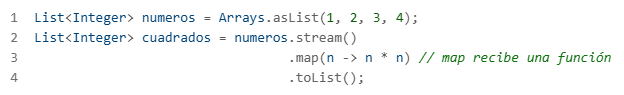 1 List<Integer> numeros = Arrays.asList(1, 2, 3, 4);
2 List<Integer> cuadrados = numeros.stream()
3 .map(n -> n * n) // map recibe una función
4 .toList();